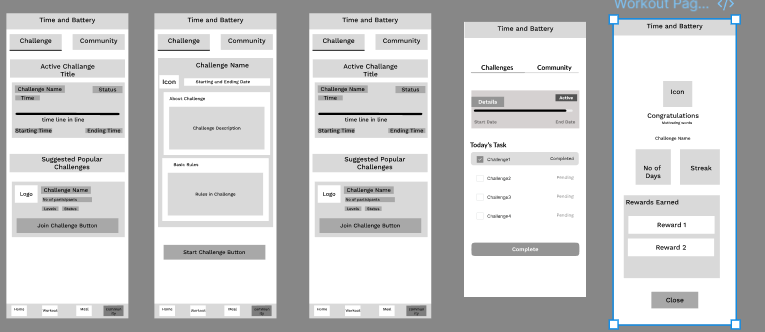 Workout Pag... </>
Time and Battery
Challenge Community
Active Challange
Title
Challenge Name Status
Time
time line in line
Starting Time Ending Time
Suggested Popular
Challenges
Logo
Challenge Name
No of participants
Levels Status
Join Challenge Button
Home Workout Meal
Time and Battery
Challenge Community
Challenge Name
Icon Starting and Ending Date
About Challenge
Challenge Description
Basic Rules
Rules in Challenge
Start Challenge Button
Home Workout Meal
Time and Battery
Challenge Community
Active Challange
Title
Challenge Name Status
Time
time line in line
Starting Time Ending Time
Suggested Popular
Challenges
Logo
Challenge Name
No of participants
Levels Status
Join Challenge Button
Home Workout Meal
Time and Battery
Challenges Community
Active
Details
Start Date End Date
Today's Task
Challenge1 Completed
Challenge2 Pending
Challenge3 Pending
Challenge4 Pending
Complete
Time and Battery
Icon
Congratulations
Motivating words
Challenge Name
No of
Days
Streak
Rewards Earned
Reward 1
Reward 2
Close